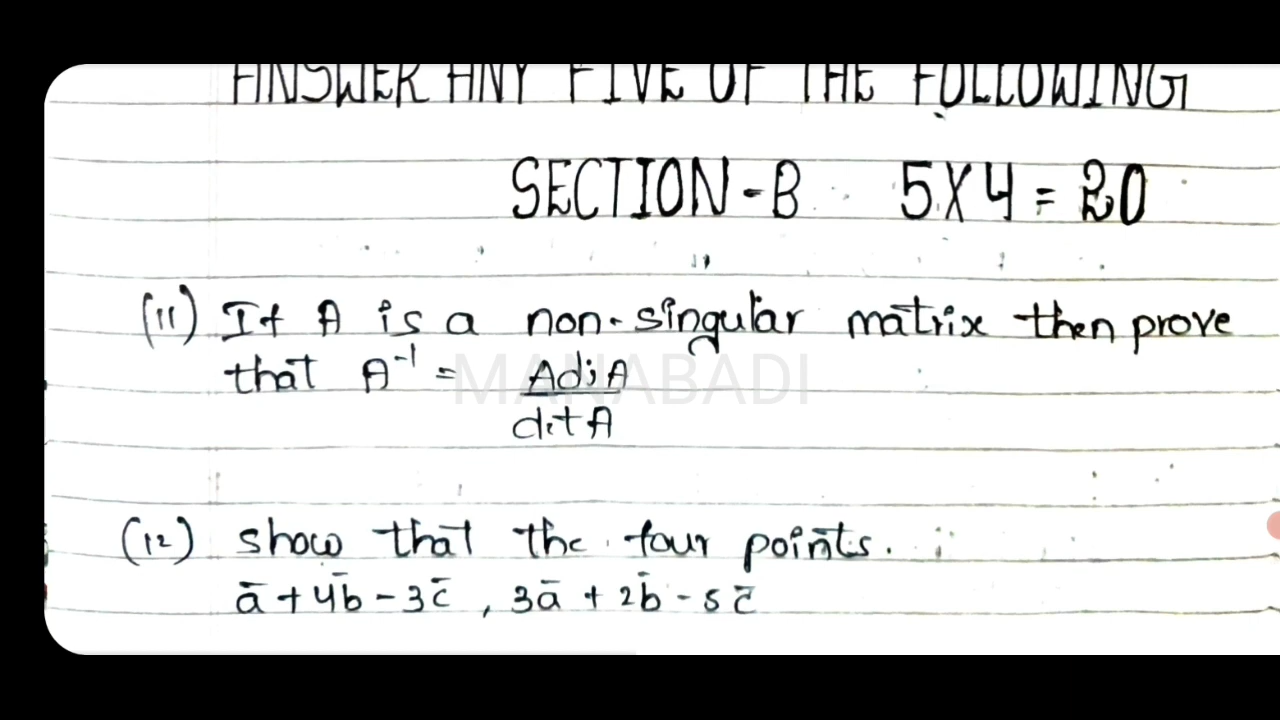 ANSWER ANY FIVE OF THE FOLLOWING
SECTION-B 5X4=20
(11) If A is a non-singular matrix then prove
that A⁻¹ = AdjA
detA
MANABADI
(12) show that the four points.
ā+4b̄-3c̄, 3ā+2b̄-5c̄